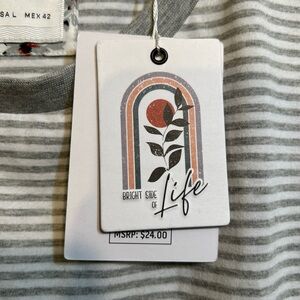 SAL MEX 42
BRIGHT SIDE
OF Life
MSRP: $24.00